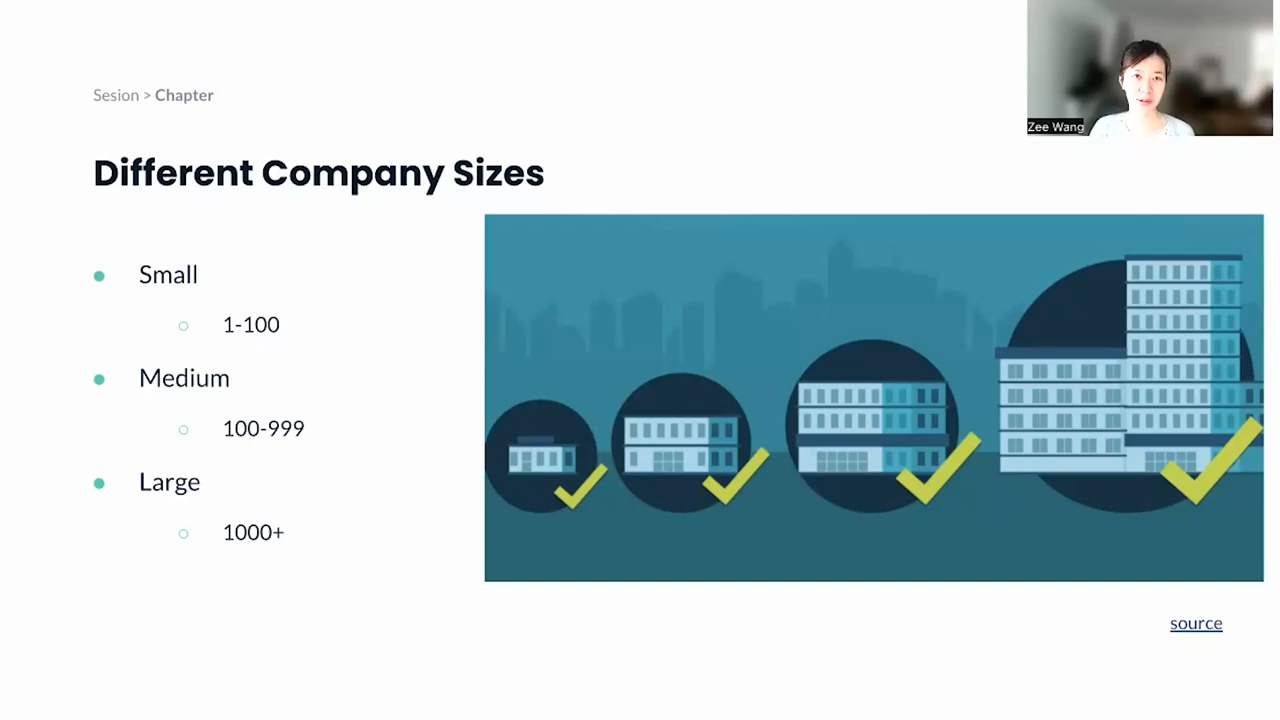 Sesion > Chapter
Zee Wang
Different Company Sizes
Small
1-100
Medium
100-999
Large
1000+
source